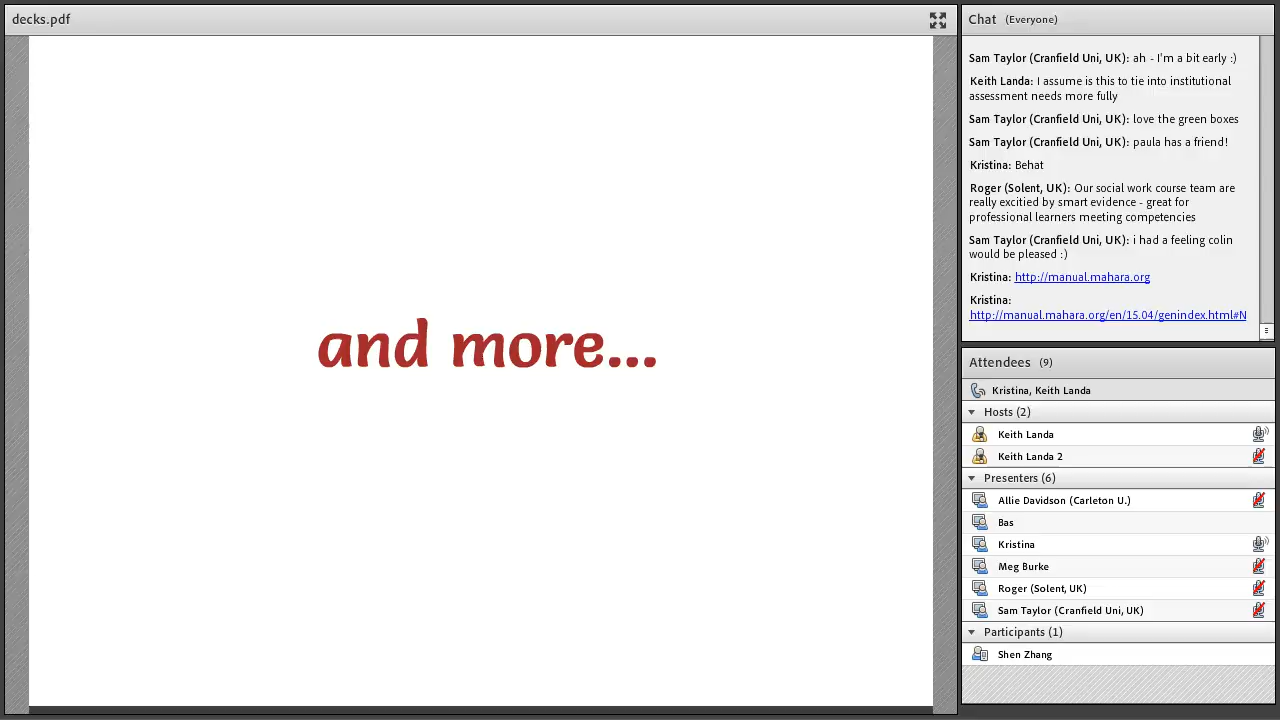 decks.pdf
and more...
Chat (Everyone)
Sam Taylor (Cranfield Uni, UK): ah - I'm a bit early :)
Keith Landa: I assume is this to tie into institutional
assessment needs more fully
Sam Taylor (Cranfield Uni, UK): love the green boxes
Sam Taylor (Cranfield Uni, UK): paula has a friend!
Kristina: Behat
Roger (Solent, UK): Our social work course team are
really excitied by smart evidence - great for
professional learners meeting competencies
Sam Taylor (Cranfield Uni, UK): i had a feeling colin
would be pleased :)
Kristina: http://manual.mahara.org
Kristina:
http://manual.mahara.org/en/15.04/genindex.html#N
Attendees (9)
Kristina, Keith Landa
Hosts (2)
Keith Landa
Keith Landa 2
Presenters (6)
Allie Davidson (Carleton U.)
Bas
Kristina
Meg Burke
Roger (Solent, UK)
Sam Taylor (Cranfield Uni, UK)
Participants (1)
Shen Zhang